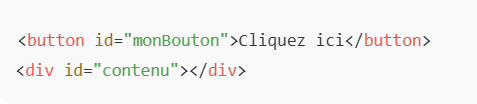 <button id="monBouton">Cliquez ici</button>
<div id="contenu"></div>